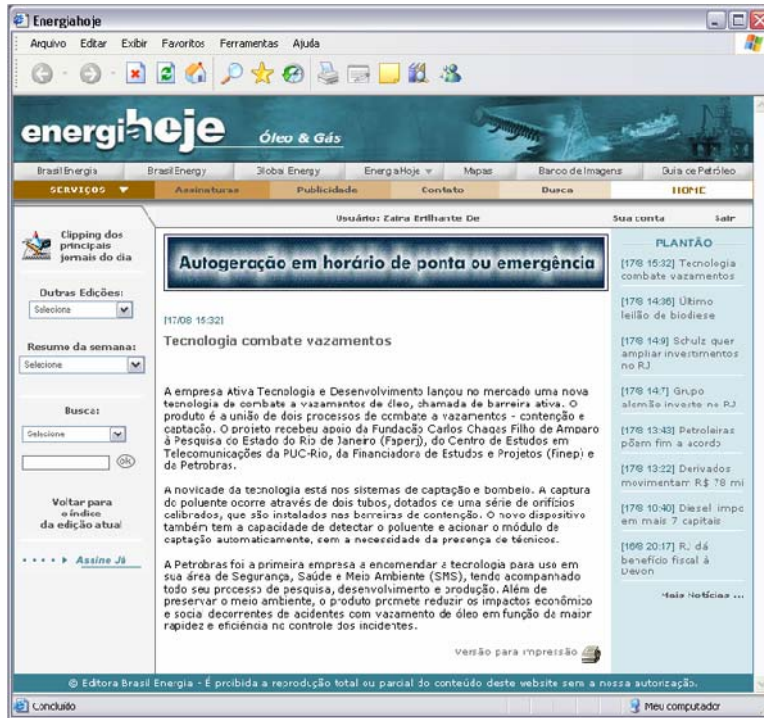 Energiahoje
Arquivo Editar Exibir Favoritos Ferramentas Ajuda
energiahoje Óleo & Gás
Brasil Energia Brasil Energy Global Energy EnergiaHoje Mapas Banco de Imagens Guia de Petróleo
SERVIÇOS Assinaturas Publicidade Contato Busca HOME
Usuário: Zaira Brilhante De Sua conta Sair
Clipping dos
principais
jornais do dia
Outras Edições:
Selecione
Resumo da semana:
Selecione
Busca:
Selecione
ok
Voltar para
o índice
da edição atual
Assine Já
Autogeração em horário de ponta ou emergência
[17/08 15:32]
Tecnologia combate vazamentos
A empresa Ativa Tecnologia e Desenvolvimento lançou no mercado uma nova
tecnologia de combate a vazamentos de óleo, chamada de barreira ativa. O
produto é a união de dois processos de combate a vazamentos - contenção e
captação. O projeto recebeu apoio da Fundação Carlos Chagas Filho de Amparo
à Pesquisa do Estado do Rio de Janeiro (Faperj), do Centro de Estudos em
Telecomunicações da PUC-Rio, da Financiadora de Estudos e Projetos (Finep) e
da Petrobras.
A novidade da tecnologia está nos sistemas de captação e bombeio. A captura
do poluente ocorre através de dois tubos, dotados de uma série de orifícios
calibrados, que são instalados nas barreiras de contenção. O novo dispositivo
também tem a capacidade de detectar o poluente e acionar o módulo de
captação automaticamente, sem a necessidade da presença de técnicos.
A Petrobras foi a primeira empresa a encomendar a tecnologia para uso em
sua área de Segurança, Saúde e Meio Ambiente (SMS), tendo acompanhado
todo seu processo de pesquisa, desenvolvimento e produção. Além de
preservar o meio ambiente, o produto promete reduzir os impactos econômico
e social decorrentes de acidentes com vazamento de óleo em função da maior
rapidez e eficiência no controle dos incidentes.
versão para impressão
PLANTÃO
[17/8 15:32] Tecnologia
combate vazamentos
[17/8 14:36] Último
leilão de biodiese
[17/8 14:9] Schulz quer
ampliar investimentos
no RJ
[17/8 14:7] Grupo
alemão investe no RJ
[17/8 13:43] Petroleiras
põem fim a acordo
[17/8 13:22] Derivados
movimentam R$ 78 mi
[17/8 10:40] Diesel impo
em mais 7 capitais
[16/8 20:17] RJ dá
benefício fiscal à
Devon
Mais Notícias ...
© Editora Brasil Energia - É proibida a reprodução total ou parcial do conteúdo deste website sem a nossa autorização.
Concluído Meu computador